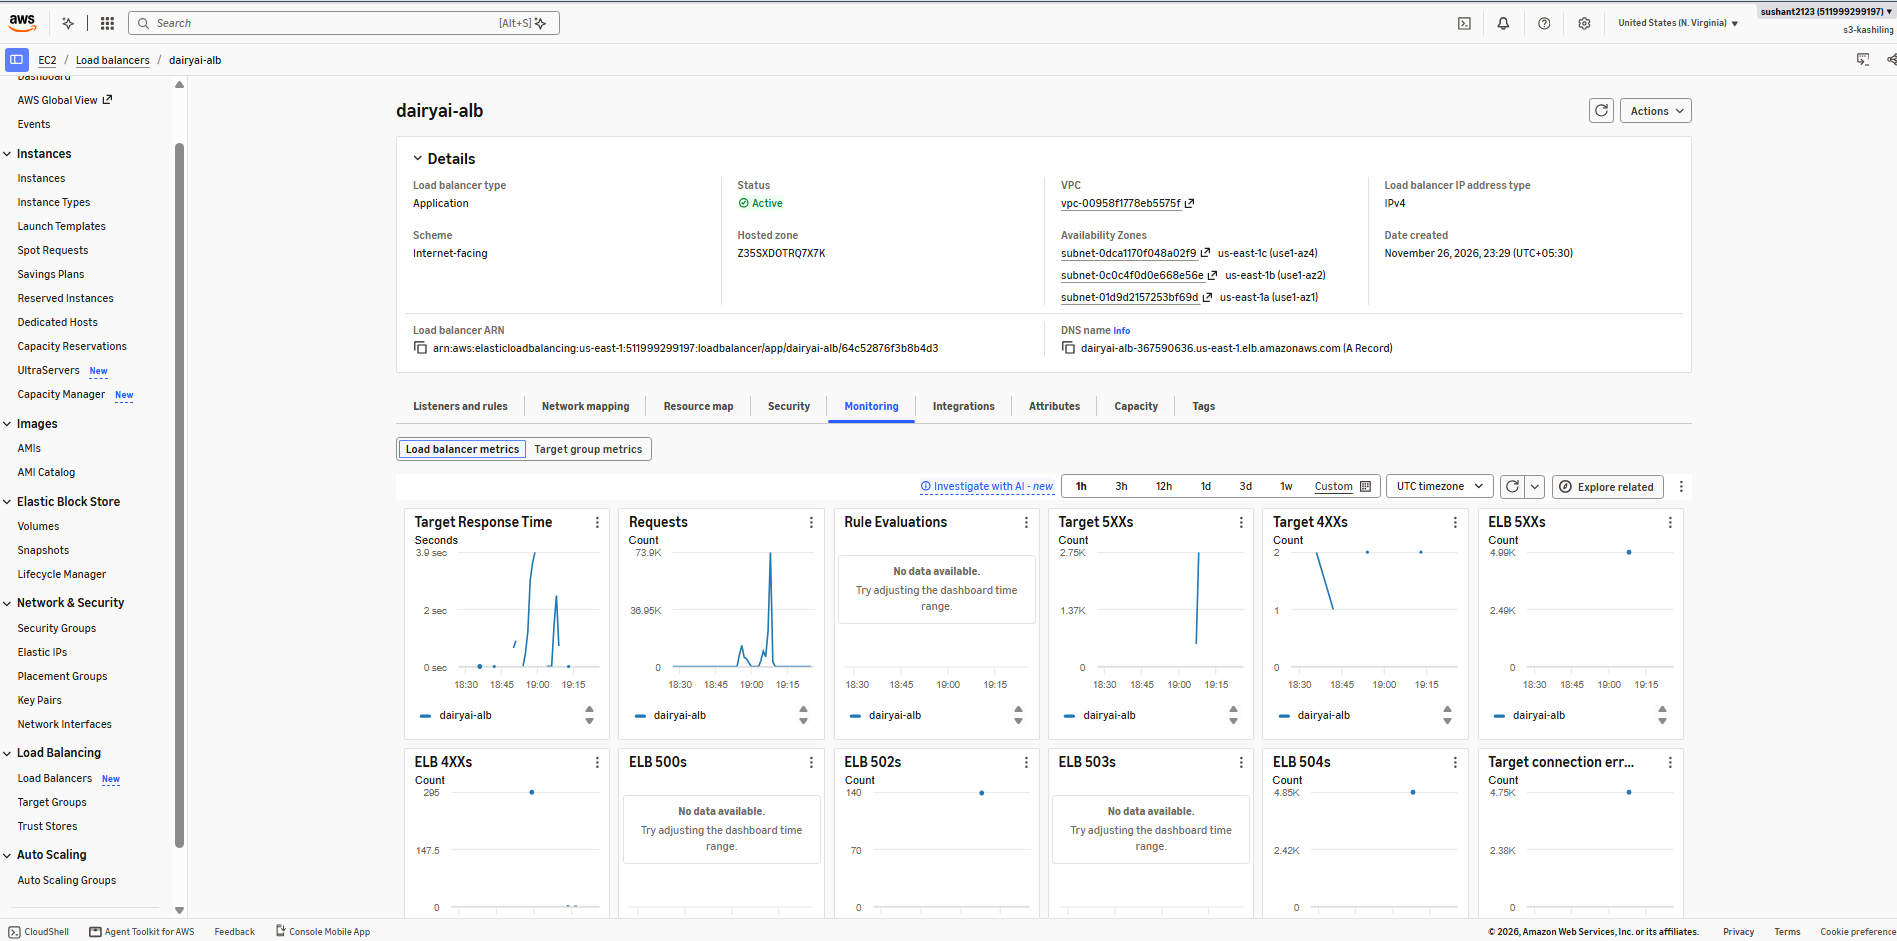 aws
Search [Alt+S]
United States (N. Virginia)
sushant2123 (511999299197)
s3-kashiling
EC2 / Load balancers / dairyai-alb
Dashboard
AWS Global View
Events
Instances
Instances
Instance Types
Launch Templates
Spot Requests
Savings Plans
Reserved Instances
Dedicated Hosts
Capacity Reservations
UltraServers New
Capacity Manager New
Images
AMIs
AMI Catalog
Elastic Block Store
Volumes
Snapshots
Lifecycle Manager
Network & Security
Security Groups
Elastic IPs
Placement Groups
Key Pairs
Network Interfaces
Load Balancing
Load Balancers New
Target Groups
Trust Stores
Auto Scaling
Auto Scaling Groups
dairyai-alb
Actions
Details
Load balancer type
Application
Status
Active
VPC
vpc-00958f1778eb5575f
Load balancer IP address type
IPv4
Scheme
Internet-facing
Hosted zone
Z35SXDOTRQ7X7K
Availability Zones
subnet-0dca1170f048a02f9 us-east-1c (use1-az4)
subnet-0c0c4f0d0e668e56e us-east-1b (use1-az2)
subnet-01d9d2157253bf69d us-east-1a (use1-az1)
Date created
November 26, 2026, 23:29 (UTC+05:30)
Load balancer ARN
arn:aws:elasticloadbalancing:us-east-1:511999299197:loadbalancer/app/dairyai-alb/64c52876f3b8b4d3
DNS name Info
dairyai-alb-367590636.us-east-1.elb.amazonaws.com (A Record)
Listeners and rules Network mapping Resource map Security Monitoring Integrations Attributes Capacity Tags
Load balancer metrics Target group metrics
Investigate with AI - new 1h 3h 12h 1d 3d 1w Custom UTC timezone Explore related
Target Response Time
Seconds
3.9 sec
2 sec
0 sec
18:30 18:45 19:00 19:15
dairyai-alb
Requests
Count
73.9K
36.95K
0
18:30 18:45 19:00 19:15
dairyai-alb
Rule Evaluations
No data available.
Try adjusting the dashboard time
range.
18:30 18:45 19:00 19:15
dairyai-alb
Target 5XXs
Count
2.75K
1.37K
0
18:30 18:45 19:00 19:15
dairyai-alb
Target 4XXs
Count
2
1
0
18:30 18:45 19:00 19:15
dairyai-alb
ELB 5XXs
Count
4.99K
2.49K
0
18:30 18:45 19:00 19:15
dairyai-alb
ELB 4XXs
Count
295
147.5
0
ELB 500s
No data available.
Try adjusting the dashboard time
range.
ELB 502s
Count
140
70
0
ELB 503s
No data available.
Try adjusting the dashboard time
range.
ELB 504s
Count
4.85K
2.42K
0
Target connection err...
Count
4.75K
2.38K
0
CloudShell Agent Toolkit for AWS Feedback Console Mobile App
© 2026, Amazon Web Services, Inc. or its affiliates. Privacy Terms Cookie preference